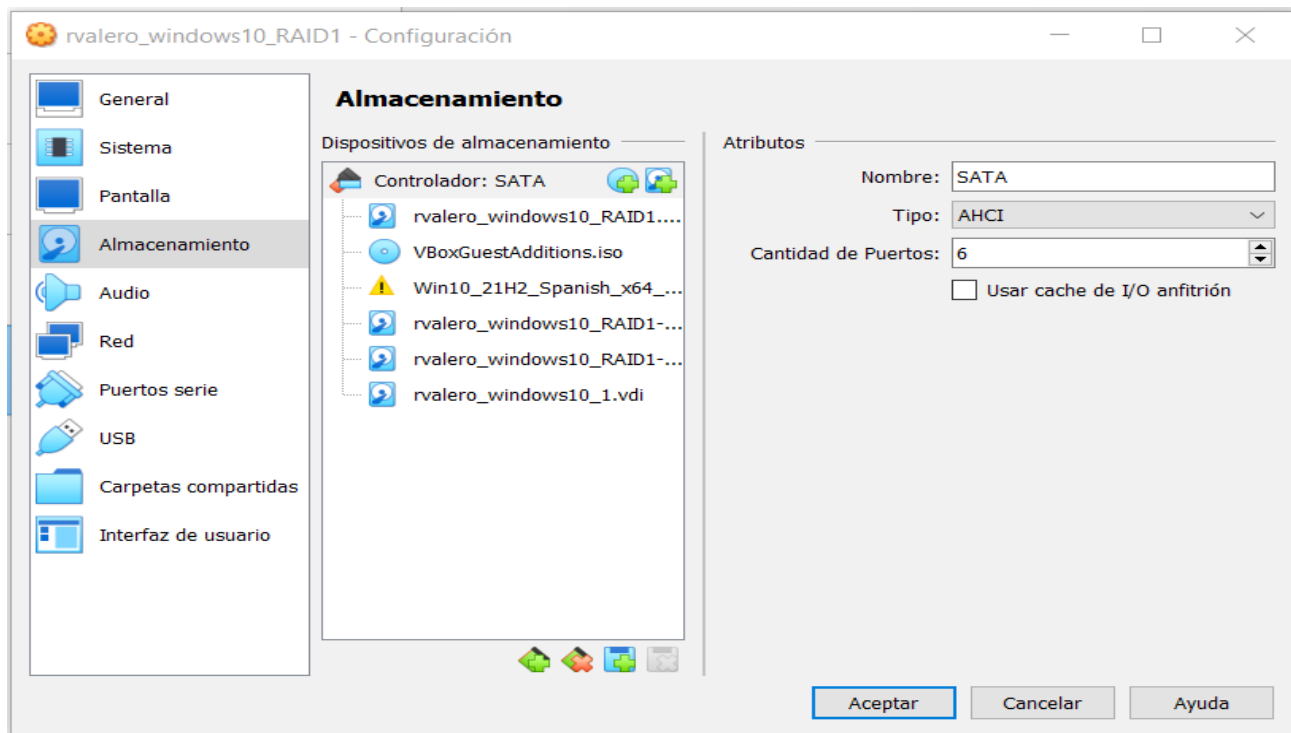 rvalero_windows10_RAID1 - Configuración
General
Sistema
Pantalla
Almacenamiento
Audio
Red
Puertos serie
USB
Carpetas compartidas
Interfaz de usuario
Almacenamiento
Dispositivos de almacenamiento
Controlador: SATA
rvalero_windows10_RAID1....
VBoxGuestAdditions.iso
Win10_21H2_Spanish_x64_...
rvalero_windows10_RAID1-...
rvalero_windows10_RAID1-...
rvalero_windows10_1.vdi
Atributos
Nombre: SATA
Tipo: AHCI
Cantidad de Puertos: 6
Usar cache de I/O anfitrión
Aceptar Cancelar Ayuda